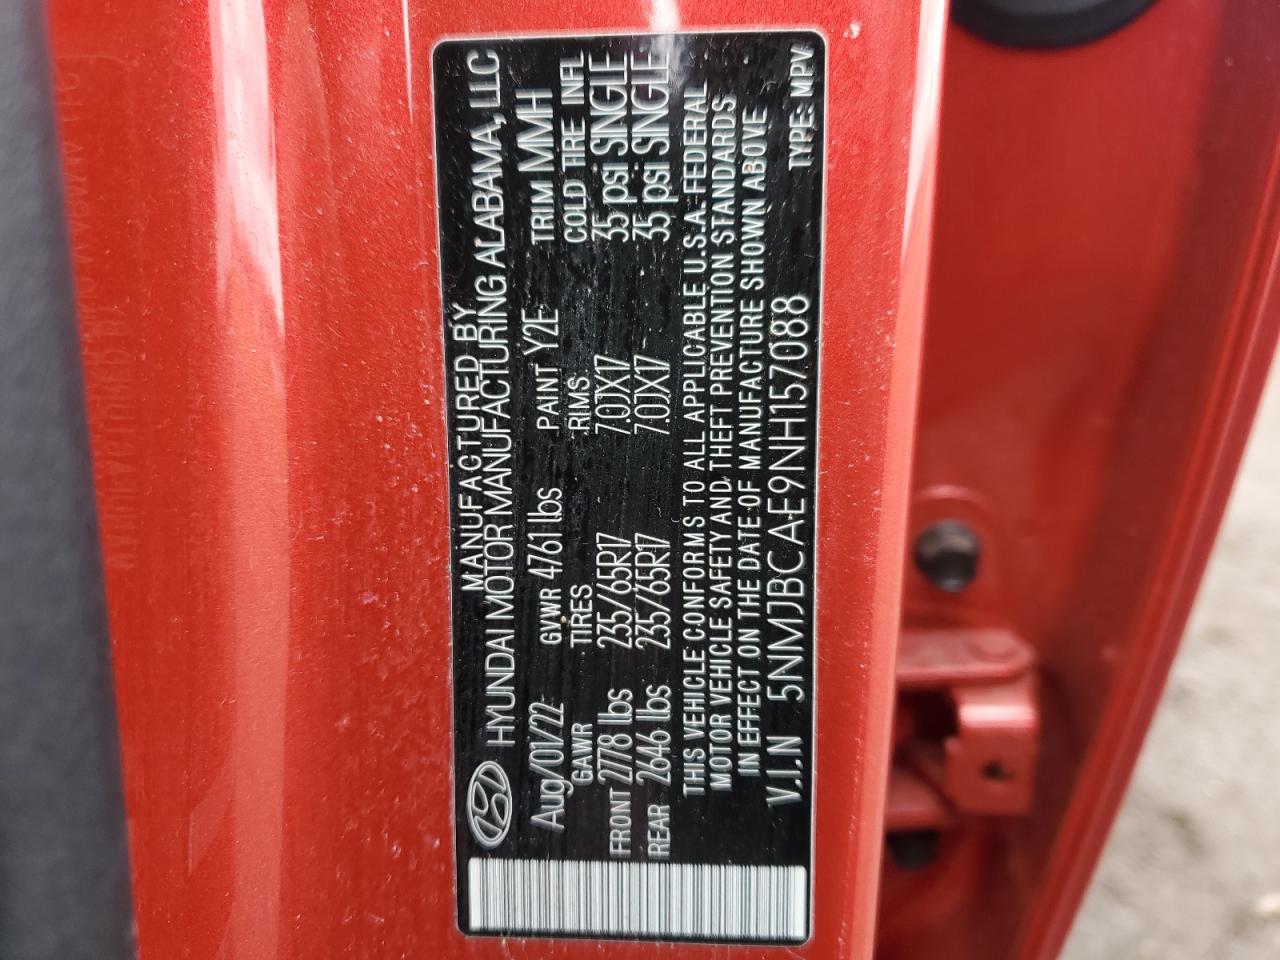 MANUFACTURED BY
HYUNDAI MOTOR MANUFACTURING ALABAMA, LLC
Aug/01/22 GVWR 4761 lbs PAINT Y2E TRIM MMH
GAWR TIRES RIMS COLD TIRE INFL
FRONT 2778 lbs 235/65R17 7.0JX17 35 psi SINGLE
REAR 2646 lbs 235/65R17 7.0JX17 35 psi SINGLE
THIS VEHICLE CONFORMS TO ALL APPLICABLE U.S.A. FEDERAL
MOTOR VEHICLE SAFETY AND THEFT PREVENTION STANDARDS
IN EFFECT ON THE DATE OF MANUFACTURE SHOWN ABOVE
V.I.N 5NMJBCAE9NH157088 TYPE: MPV